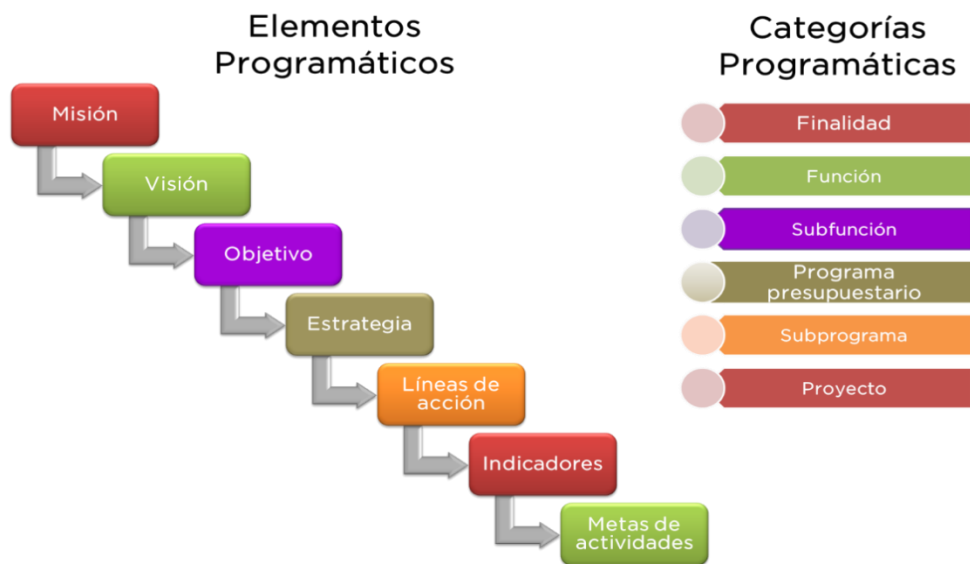 Elementos
Programáticos
Misión
Visión
Objetivo
Estrategia
Líneas de
acción
Indicadores
Metas de
actividades
Categorías
Programáticas
Finalidad
Función
Subfunción
Programa
presupuestario
Subprograma
Proyecto